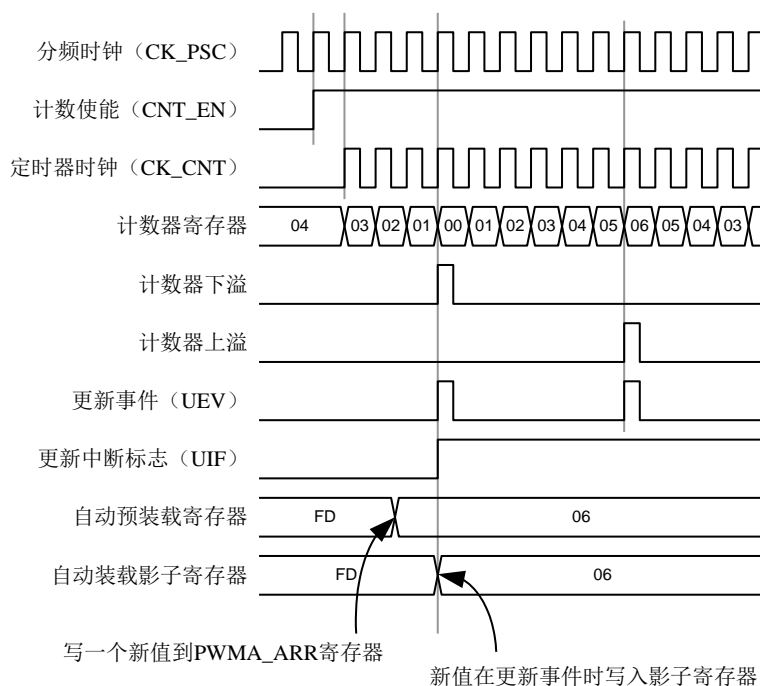 分频时钟（CK_PSC）
计数使能（CNT_EN）
定时器时钟（CK_CNT）
计数器寄存器 04 03 02 01 00 01 02 03 04 05 06 05 04 03
计数器下溢
计数器上溢
更新事件（UEV）
更新中断标志（UIF）
自动预装载寄存器 FD 06
自动装载影子寄存器 FD 06
写一个新值到PWMA_ARR寄存器
新值在更新事件时写入影子寄存器